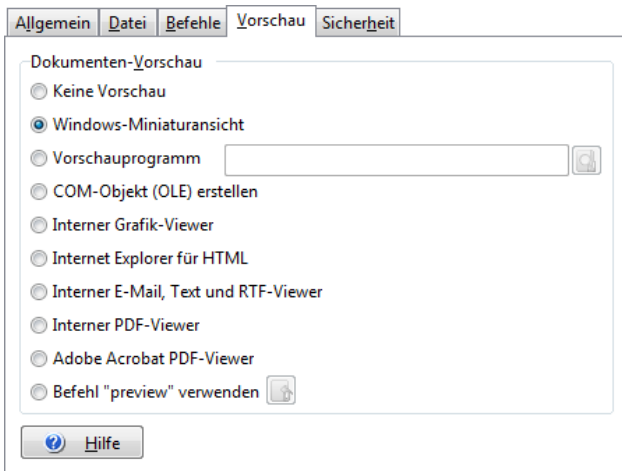 Allgemein Datei Befehle Vorschau Sicherheit
Dokumenten-Vorschau
Keine Vorschau
Windows-Miniaturansicht
Vorschauprogramm
COM-Objekt (OLE) erstellen
Interner Grafik-Viewer
Internet Explorer für HTML
Interner E-Mail, Text und RTF-Viewer
Interner PDF-Viewer
Adobe Acrobat PDF-Viewer
Befehl "preview" verwenden
Hilfe